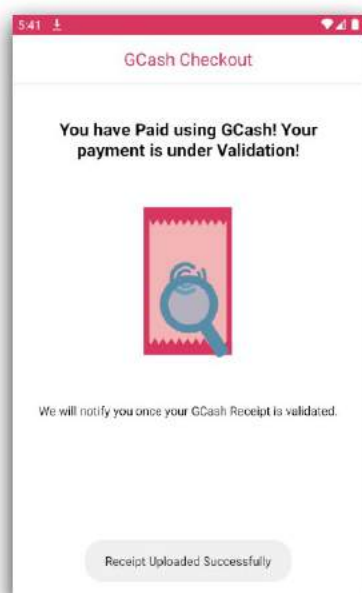 5:41
GCash Checkout
You have Paid using GCash! Your
payment is under Validation!
We will notify you once your GCash Receipt is validated.
Receipt Uploaded Successfully